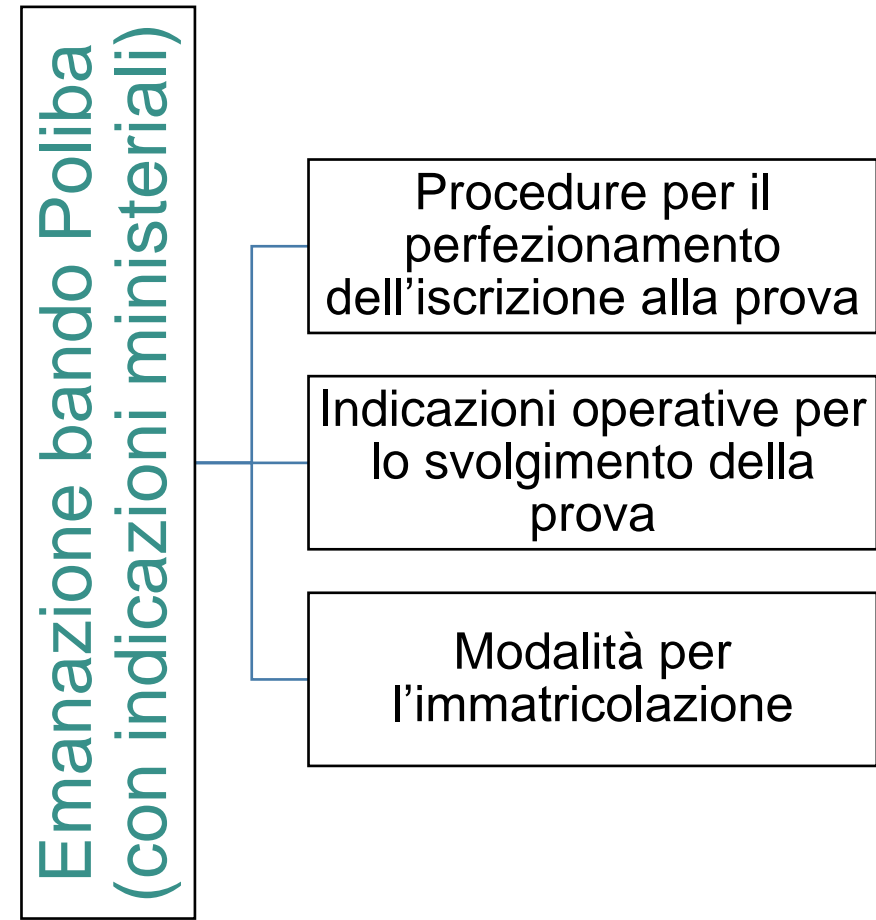 Emanazione bando Poliba
(con indicazioni ministeriali)
Procedure per il
perfezionamento
dell’iscrizione alla prova
Indicazioni operative per
lo svolgimento della
prova
Modalità per
l’immatricolazione